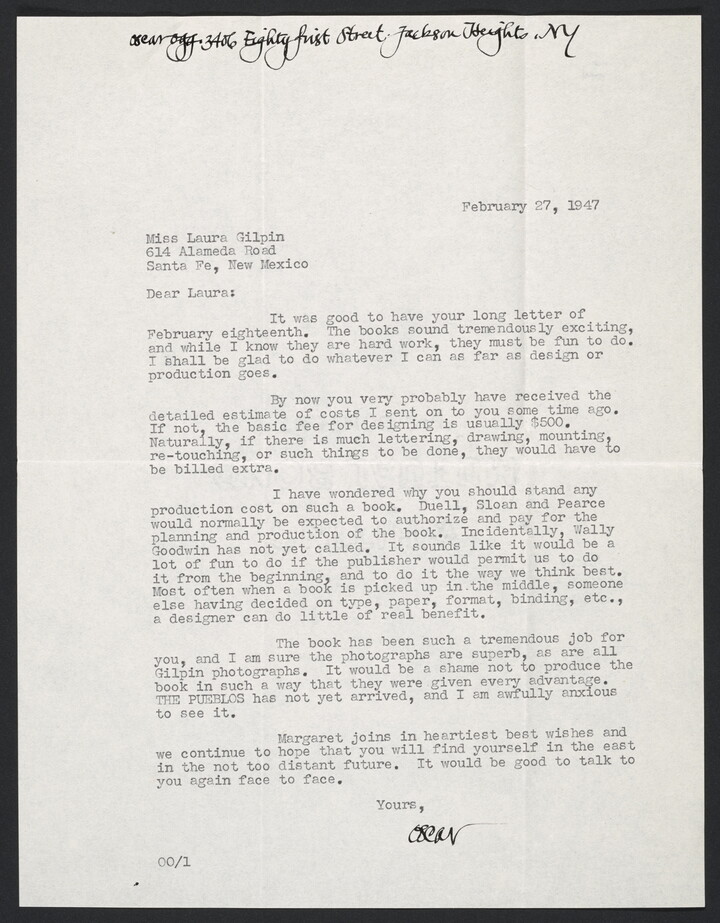 oscar ogg. 3406 Eighty frist Street. Jackson Heights. NY
February 27, 1947
Miss Laura Gilpin
614 Alameda Road
Santa Fe, New Mexico
Dear Laura:
It was good to have your long letter of
February eighteenth. The books sound tremendously exciting,
and while I know they are hard work, they must be fun to do.
I shall be glad to do whatever I can as far as design or
production goes.
By now you very probably have received the
detailed estimate of costs I sent on to you some time ago.
If not, the basic fee for designing is usually $500.
Naturally, if there is much lettering, drawing, mounting,
re-touching, or such things to be done, they would have to
be billed extra.
I have wondered why you should stand any
production cost on such a book. Duell, Sloan and Pearce
would normally be expected to authorize and pay for the
planning and production of the book. Incidentally, Wally
Goodwin has not yet called. It sounds like it would be a
lot of fun to do if the publisher would permit us to do
it from the beginning, and to do it the way we think best.
Most often when a book is picked up in the middle, someone
else having decided on type, paper, format, binding, etc.,
a designer can do little of real benefit.
The book has been such a tremendous job for
you, and I am sure the photographs are superb, as are all
Gilpin photographs. It would be a shame not to produce the
book in such a way that they were given every advantage.
THE PUEBLOS has not yet arrived, and I am awfully anxious
to see it.
Margaret joins in heartiest best wishes and
we continue to hope that you will find yourself in the east
in the not too distant future. It would be good to talk to
you again face to face.
Yours,
oscar
OO/l